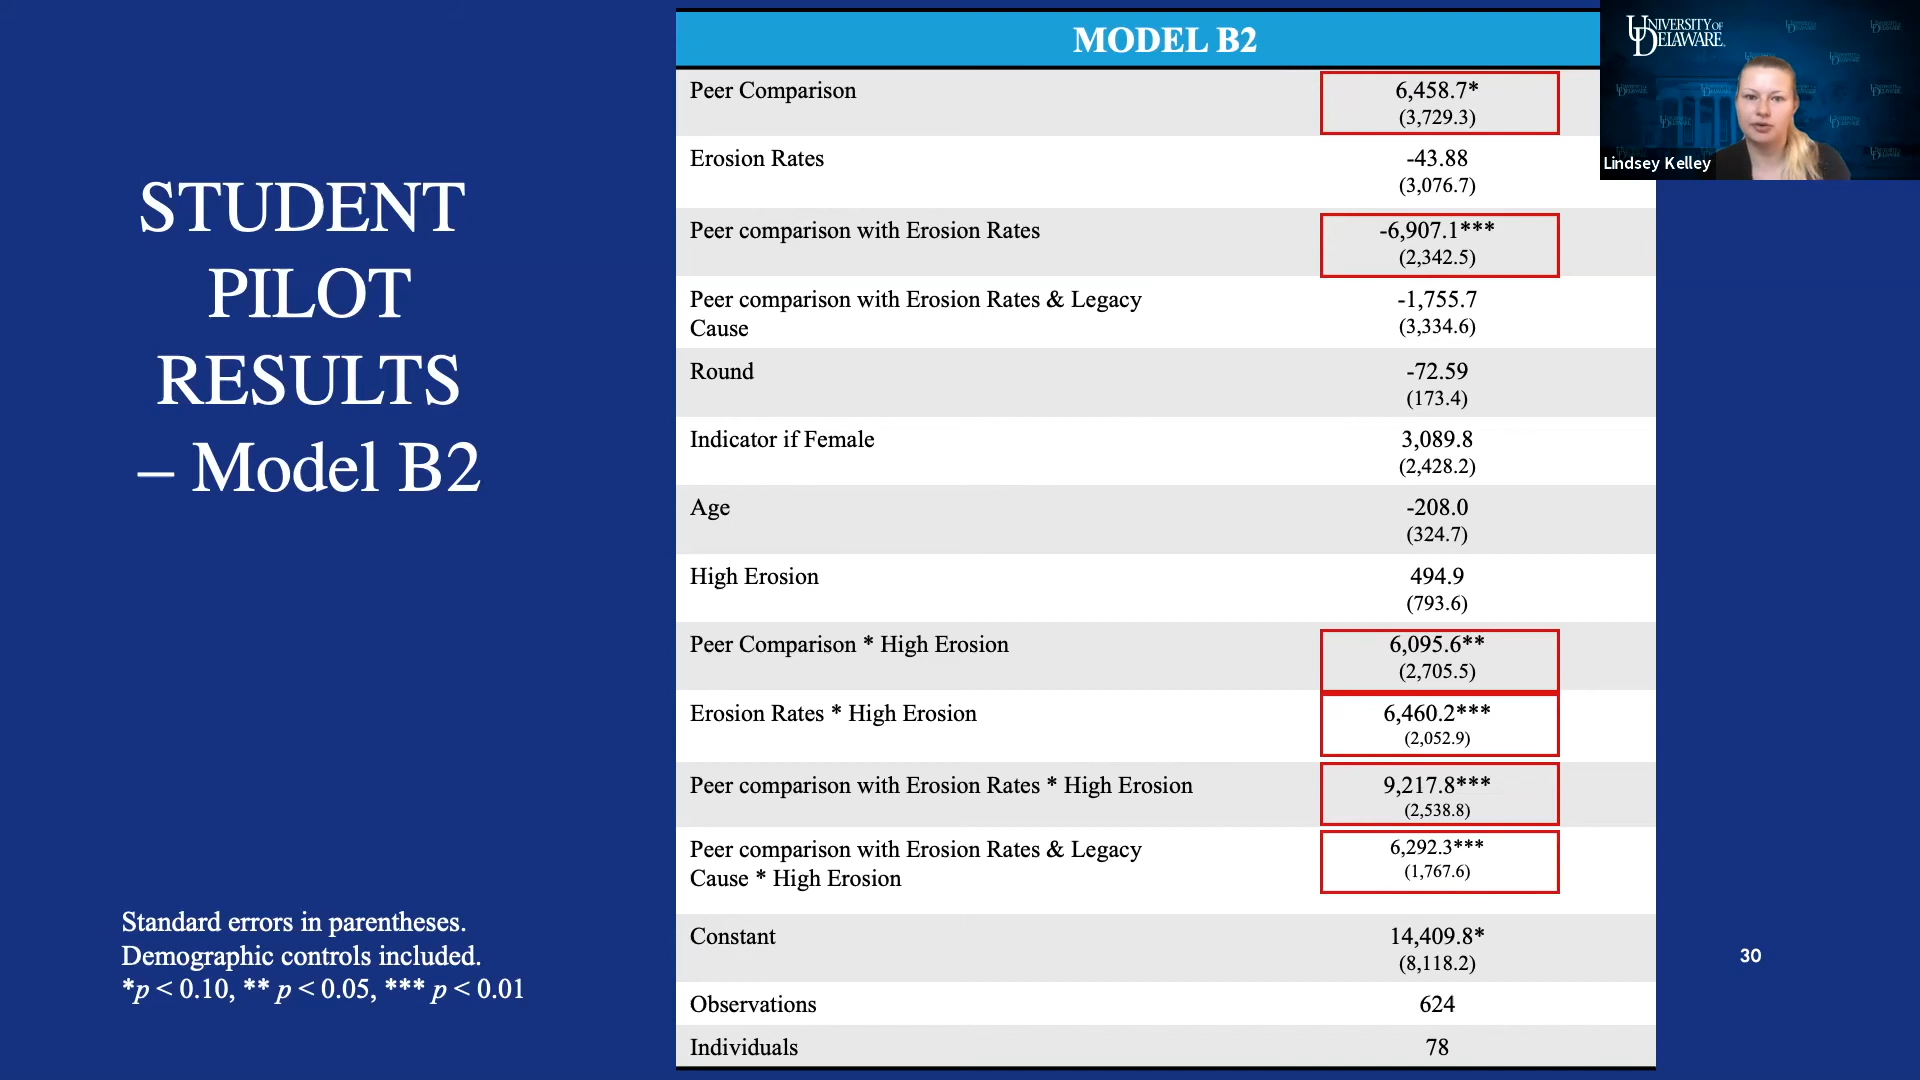 STUDENT
PILOT
RESULTS
– Model B2
Standard errors in parentheses.
Demographic controls included.
*p < 0.10, ** p < 0.05, *** p < 0.01
MODEL B2
Peer Comparison 6,458.7*
(3,729.3)
Erosion Rates -43.88
(3,076.7)
Peer comparison with Erosion Rates -6,907.1***
(2,342.5)
Peer comparison with Erosion Rates & Legacy -1,755.7
Cause (3,334.6)
Round -72.59
(173.4)
Indicator if Female 3,089.8
(2,428.2)
Age -208.0
(324.7)
High Erosion 494.9
(793.6)
Peer Comparison * High Erosion 6,095.6**
(2,705.5)
Erosion Rates * High Erosion 6,460.2***
(2,052.9)
Peer comparison with Erosion Rates * High Erosion 9,217.8***
(2,538.8)
Peer comparison with Erosion Rates & Legacy 6,292.3***
Cause * High Erosion (1,767.6)
Constant 14,409.8*
(8,118.2)
Observations 624
Individuals 78
UNIVERSITY OF
DELAWARE
Lindsey Kelley
30